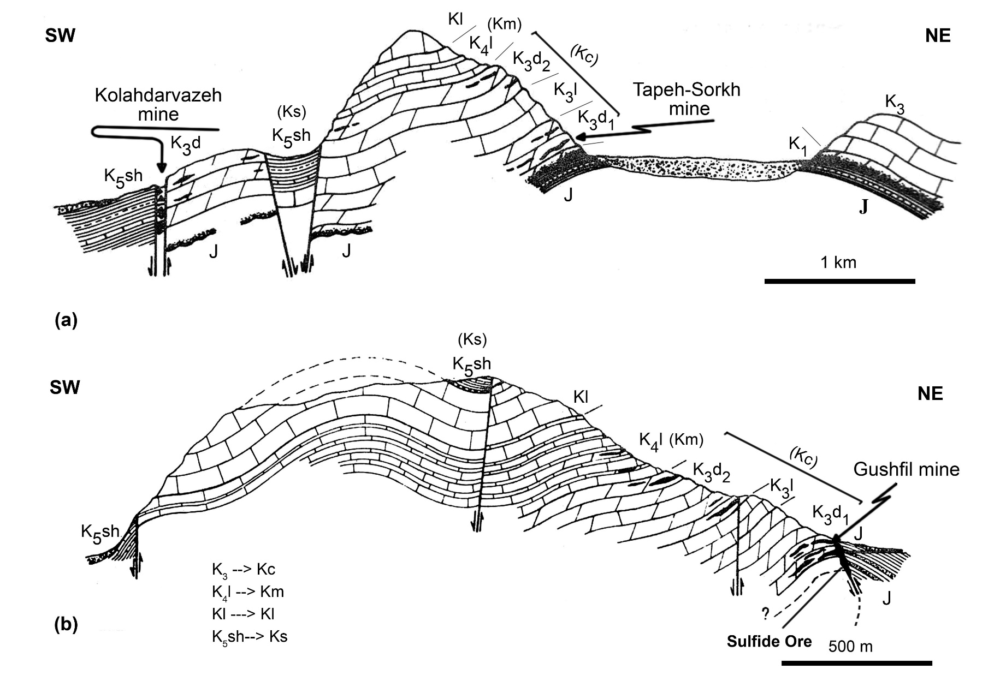 SW
NE
Kl
(Km)
K4l
K3d2
(Kc)
K3l
K3d1
Tapeh-Sorkh
mine
Kolahdarvazeh
mine
(Ks)
K5sh
K3d
K5sh
K3
K1
J
J
J
J
1 km
(a)
(Ks)
K5sh
SW
NE
Kl
K4l (Km)
(Kc)
K3d2
Gushfil mine
K3l
K3d1
J
K5sh
K3 --> Kc
K4l --> Km
Kl ---> Kl
K5sh--> Ks
J
?
(b)
Sulfide Ore
500 m